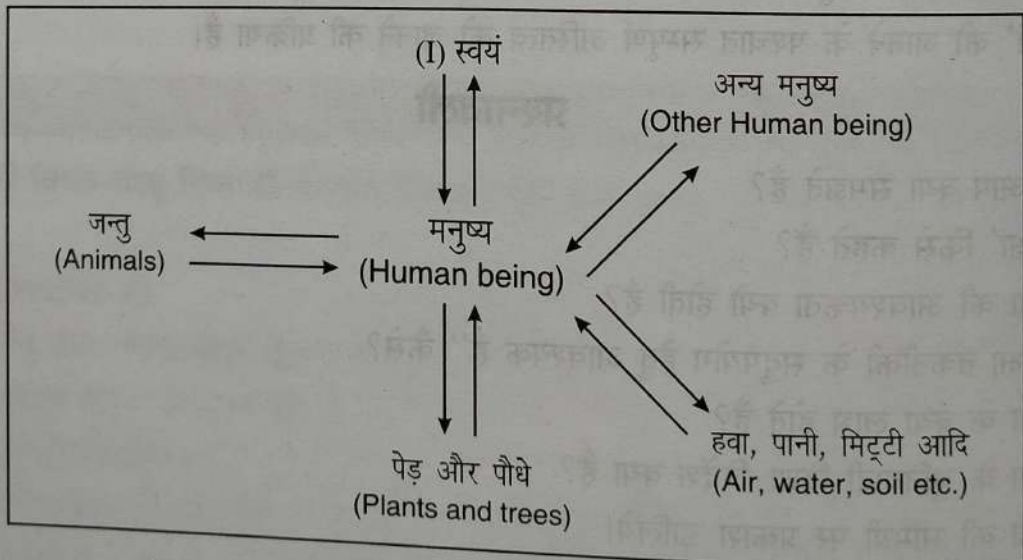 (I) स्वयं
अन्य मनुष्य
(Other Human being)
जन्तु
(Animals)
मनुष्य
(Human being)
पेड़ और पौधे
(Plants and trees)
हवा, पानी, मिट्टी आदि
(Air, water, soil etc.)